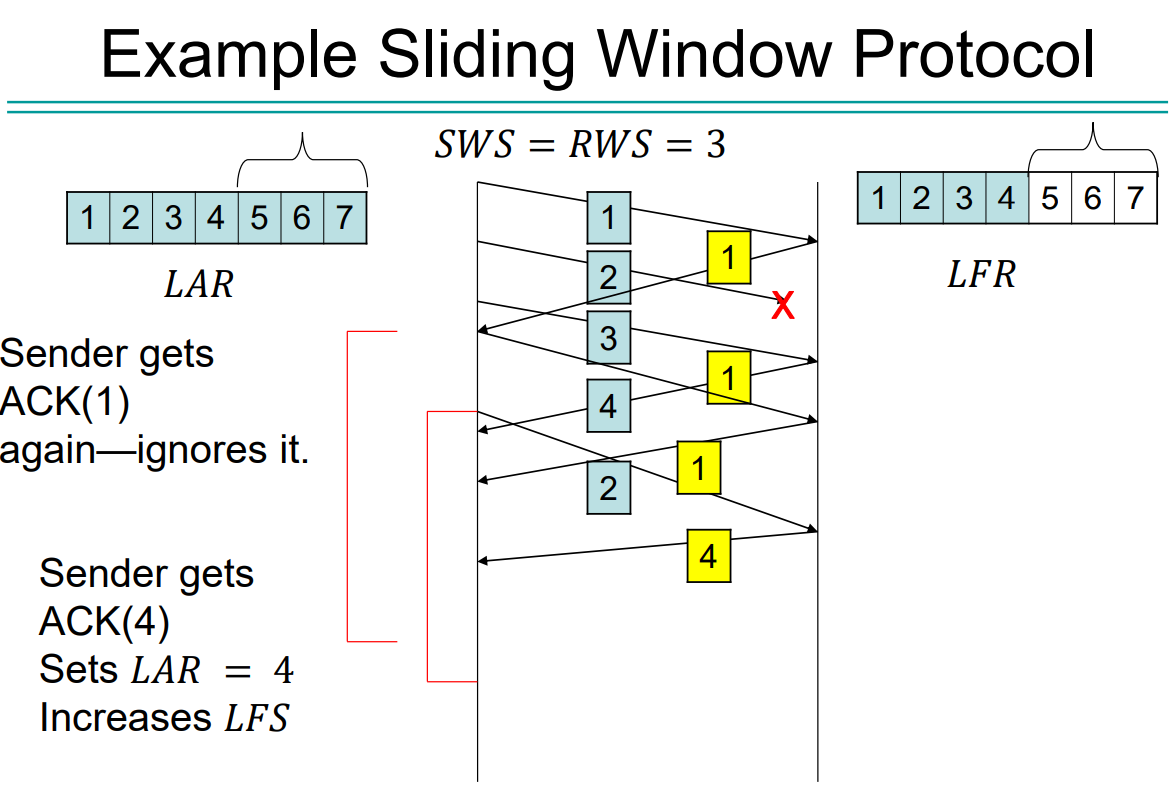 Example Sliding Window Protocol
SWS = RWS = 3
1 2 3 4 5 6 7
LAR
1 2 3 4 5 6 7
LFR
1
1
2
X
3
1
4
1
2
4
Sender gets
ACK(1)
again—ignores it.
Sender gets
ACK(4)
Sets LAR = 4
Increases LFS